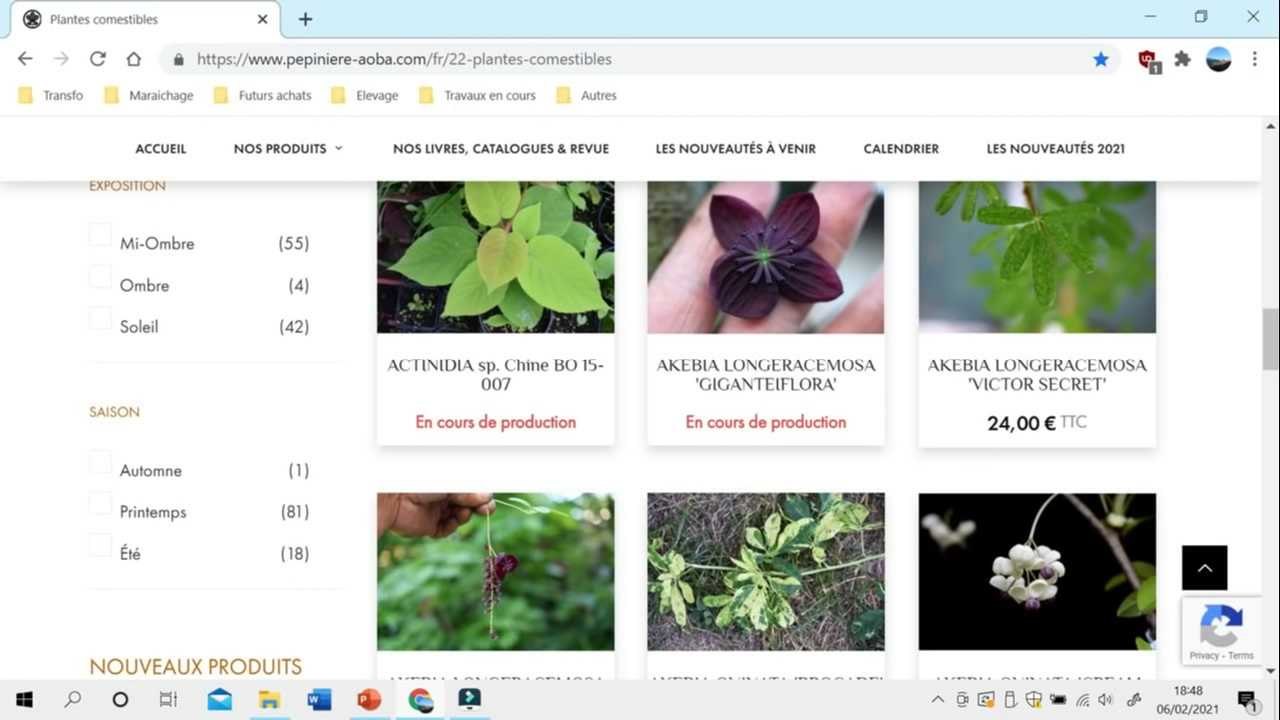 Plantes comestibles
https://www.pepiniere-aoba.com/fr/22-plantes-comestibles
1
Transfo Maraichage Futurs achats Elevage Travaux en cours Autres
ACCUEIL NOS PRODUITS NOS LIVRES, CATALOGUES & REVUE LES NOUVEAUTÉS À VENIR CALENDRIER LES NOUVEAUTÉS 2021
EXPOSITION
Mi-Ombre (55)
Ombre (4)
Soleil (42)
SAISON
Automne (1)
Printemps (81)
Été (18)
NOUVEAUX PRODUITS
ACTINIDIA sp. Chine BO 15-
007
En cours de production
AKEBIA LONGERACEMOSA
'GIGANTEIFLORA'
En cours de production
AKEBIA LONGERACEMOSA
'VICTOR SECRET'
24,00 € TTC
Privacy - Terms
18:48
06/02/2021
1